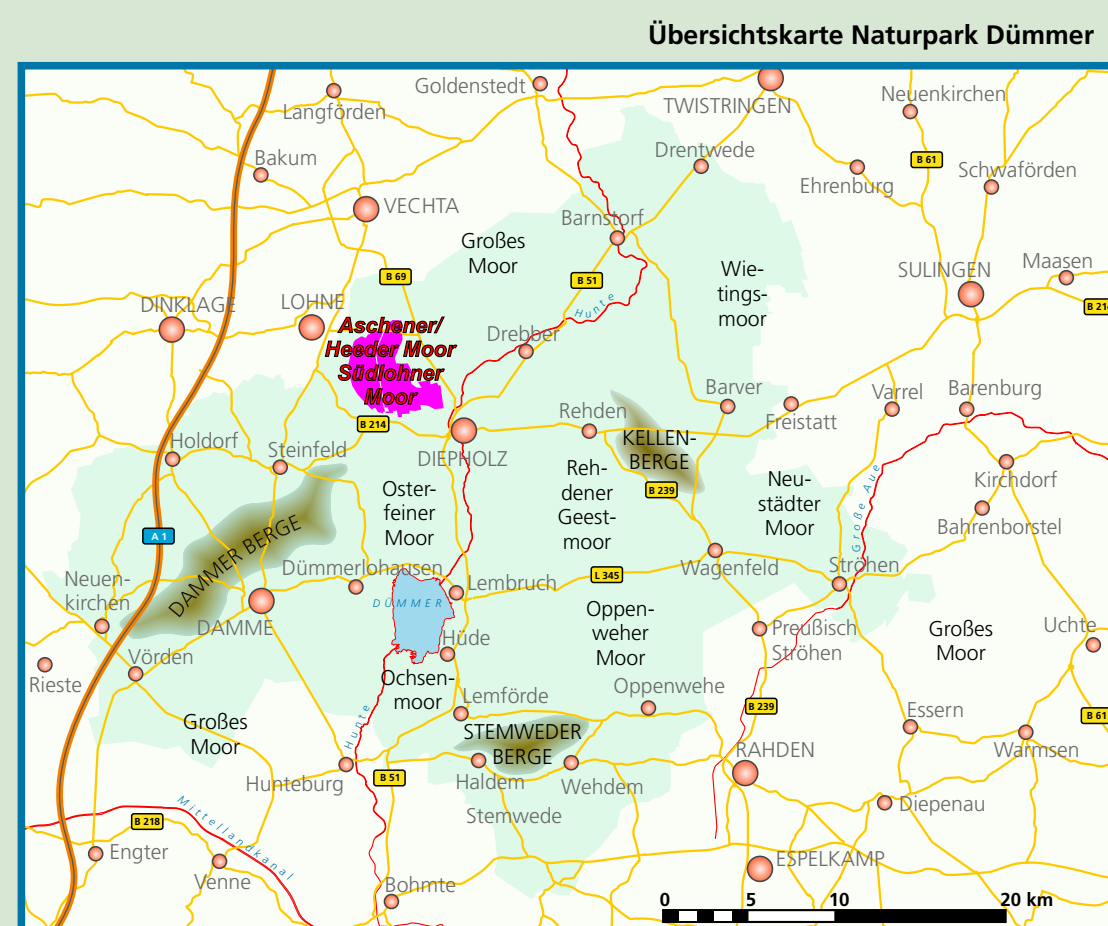 Übersichtskarte Naturpark Dümmer
Goldenstedt
TWISTRINGEN
Neuenkirchen
Langförden
Bakum
Drentwede
B 61
Ehrenburg
Schwaförden
VECHTA
Barnstorf
Großes
Moor
B 69
B 51
Hunte
Wie-
tings-
moor
SULINGEN
Maasen
B 214
DINKLAGE
LOHNE
Aschener/
Heeder Moor
Südlohner
Moor
Drebber
B 214
DIEPHOLZ
Rehden
KELLEN-
BERGE
B 239
Barver
Freistatt
Varrel
Barenburg
Holdorf
Steinfeld
Oster-
feiner
Moor
Reh-
dener
Geest-
moor
Neu-
städter
Moor
Große Aue
Kirchdorf
Bahrenborstel
A 1
DAMMER BERGE
Neuen-
kirchen
Dümmerlohausen
DÜMMER
Lembruch
L 345
Wagenfeld
Ströhen
DAMME
Hüde
Oppen-
weher
Moor
Preußisch
Ströhen
Großes
Moor
Uchte
Rieste
Vörden
Ochsen-
moor
Lemförde
Oppenwehe
B 239
Essern
B 61
Großes
Moor
Hunte
STEMWEDER
BERGE
RAHDEN
Warmsen
Hunteburg
B 51
Haldem
Wehdem
Stemwede
Diepenau
Mittellandkanal
B 218
Engter
Venne
Bohmte
ESPELKAMP
0 5 10 20 km